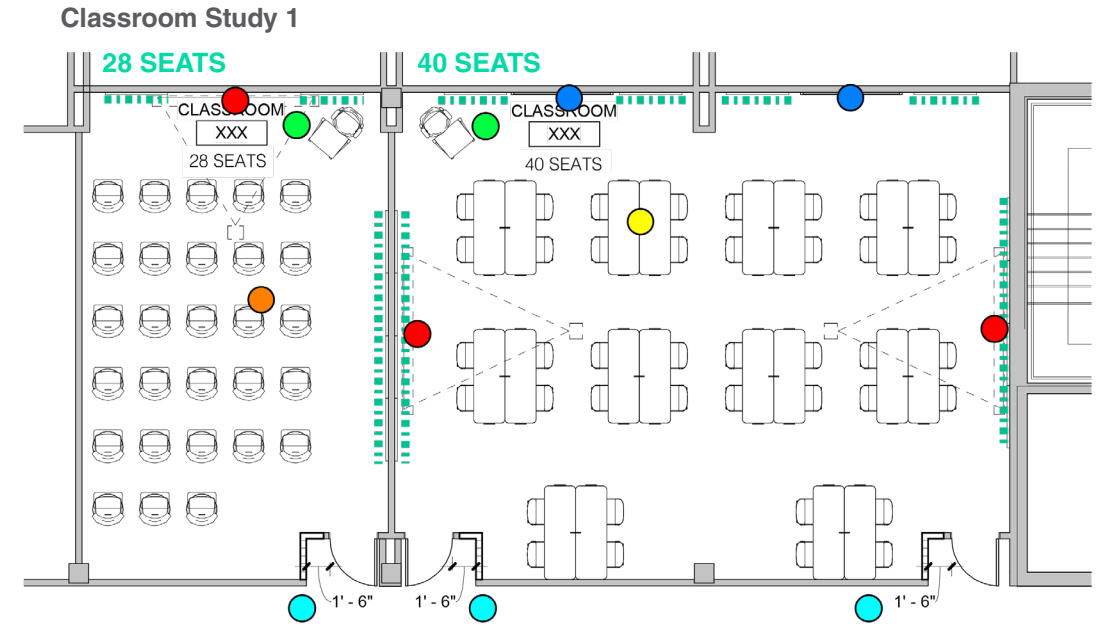 Classroom Study 1
28 SEATS
40 SEATS
CLASSROOM
XXX
28 SEATS
CLASSROOM
XXX
40 SEATS
1' - 6"
1' - 6"
1' - 6"